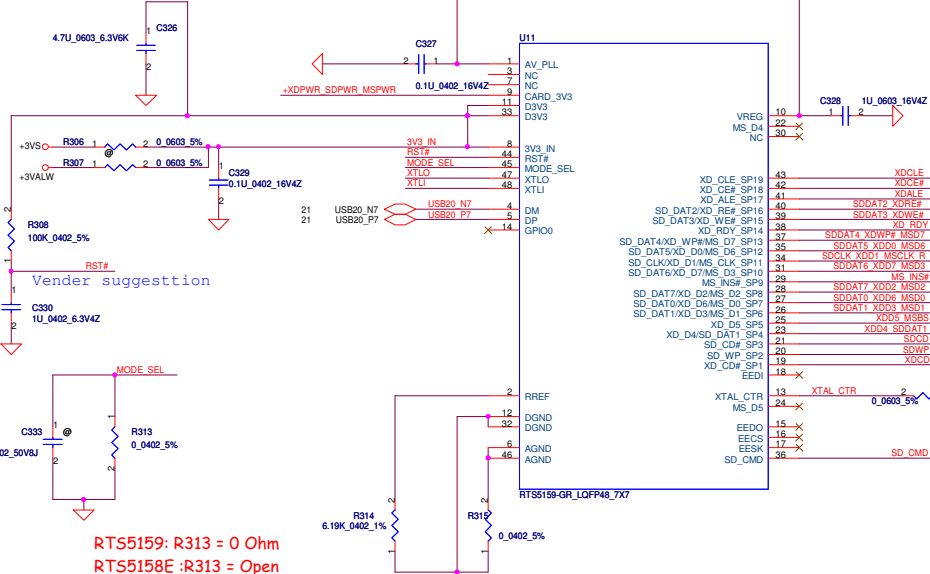 C326
4.7U_0603_6.3V6K
1
2
C327
2
1
0.1U_0402_16V4Z
+XDPWR_SDPWR_MSPWR
U11
1 AV_PLL
3 NC
7 NC
9 CARD_3V3
11 D3V3
33 D3V3
3V3_IN 8 3V3_IN
RST# 44 RST#
MODE_SEL 45 MODE_SEL
XTLO 47 XTLO
XTLI 48 XTLI
21 USB20_N7 USB20_N7 4 DM
21 USB20_P7 USB20_P7 5 DP
14 GPIO0
VREG 10
MS_D4 22
NC 30
C328
1
2
1U_0603_16V4Z
+3VS R306 1 2 0_0603_5%
@
+3VALW R307 1 2 0_0603_5%
1
C329
0.1U_0402_16V4Z
2
XD_CLE_SP19 43 XDCLE
XD_CE#_SP18 42 XDCE#
XD_ALE_SP17 41 XDALE
SD_DAT2/XD_RE#_SP16 40 SDDAT2_XDRE#
SD_DAT3/XD_WE#_SP15 39 SDDAT3_XDWE#
XD_RDY_SP14 38 XD_RDY
SD_DAT4/XD_WP#/MS_D7_SP13 37 SDDAT4_XDWP#_MSD7
SD_DAT5/XD_D0/MS_D6_SP12 35 SDDAT5_XDD0_MSD6
SD_CLK/XD_D1/MS_CLK_SP11 34 SDCLK_XDD1_MSCLK_R
SD_DAT6/XD_D7/MS_D3_SP10 31 SDDAT6_XDD7_MSD3
MS_INS#_SP9 29 MS_INS#
SD_DAT7/XD_D2/MS_D2_SP8 28 SDDAT7_XDD2_MSD2
SD_DAT0/XD_D6/MS_D0_SP7 27 SDDAT0_XDD6_MSD0
SD_DAT1/XD_D3/MS_D1_SP6 26 SDDAT1_XDD3_MSD1
XD_D5_SP5 25 XDD5_MSBS
XD_D4/SD_DAT1_SP4 23 XDD4_SDDAT1
SD_CD#_SP3 21 SDCD
SD_WP_SP2 20 SDWP
XD_CD#_SP1 19 XDCD
EEDI 18
2
R308
100K_0402_5%
1
RST#
Vender suggesttion
1
C330
1U_0402_6.3V4Z
2
MODE_SEL
1
C333 @
02_50V8J
2
1
R313
0_0402_5%
2
2 RREF
12 DGND
32 DGND
6 AGND
46 AGND
XTAL_CTR 13 XTAL_CTR 2
0_0603_5%
MS_D5 24
EEDO 15
EECS 16
EESK 17
SD_CMD 36 SD_CMD
RTS5159-GR_LQFP48_7X7
2
R314
6.19K_0402_1%
1
2
R315
0_0402_5%
1
RTS5159: R313 = 0 Ohm
RTS5158E :R313 = Open